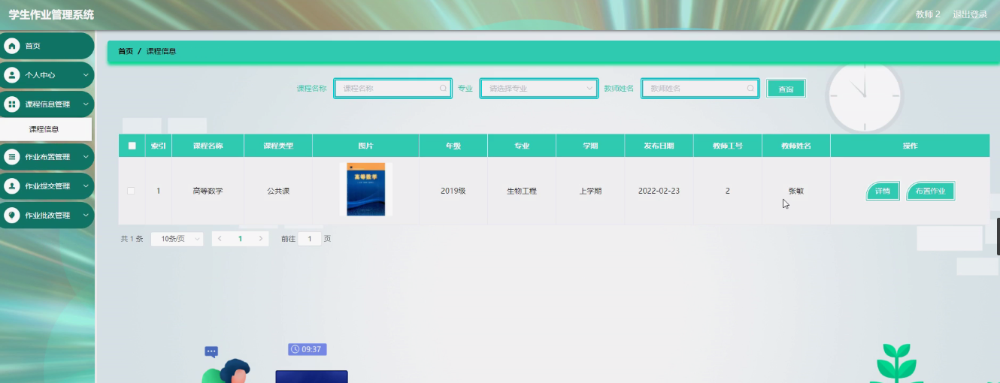 学生作业管理系统
教师 2 退出登录
首页
个人中心
课程信息管理
课程信息
作业布置管理
作业提交管理
作业批改管理
首页 / 课程信息
课程名称 课程名称 专业 请选择专业 教师姓名 教师姓名 查询
索引 课程名称 课程类型 图片 年级 专业 学期 发布日期 教师工号 教师姓名 操作
高等数学
1 高等数学 公共课 2019级 生物工程 上学期 2022-02-23 2 张敏 详情 布置作业
共 1 条 10条/页 1 前往 1 页
09:37